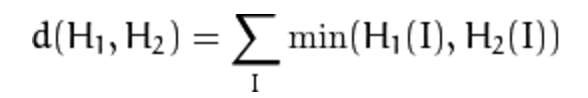 d(H₁, H₂) = ∑ min(H₁(I), H₂(I))
I